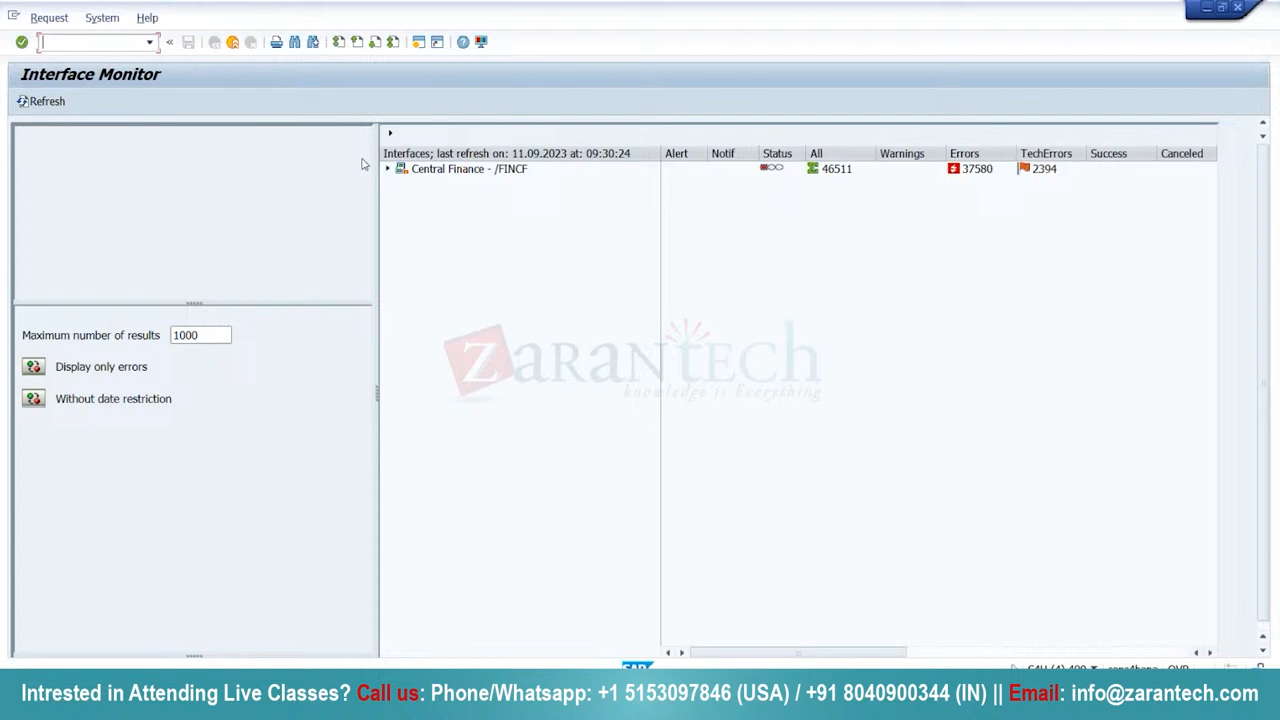 Request System Help
Interface Monitor
Refresh
Interfaces; last refresh on: 11.09.2023 at: 09:30:24 Alert Notif Status All Warnings Errors TechErrors Success Canceled
Central Finance - /FINCF 46511 37580 2394
Maximum number of results 1000
Display only errors
Without date restriction
zarantech
knowledge is Everything
SAP
Intrested in Attending Live Classes? Call us: Phone/Whatsapp: +1 5153097846 (USA) / +91 8040900344 (IN) || Email: info@zarantech.com